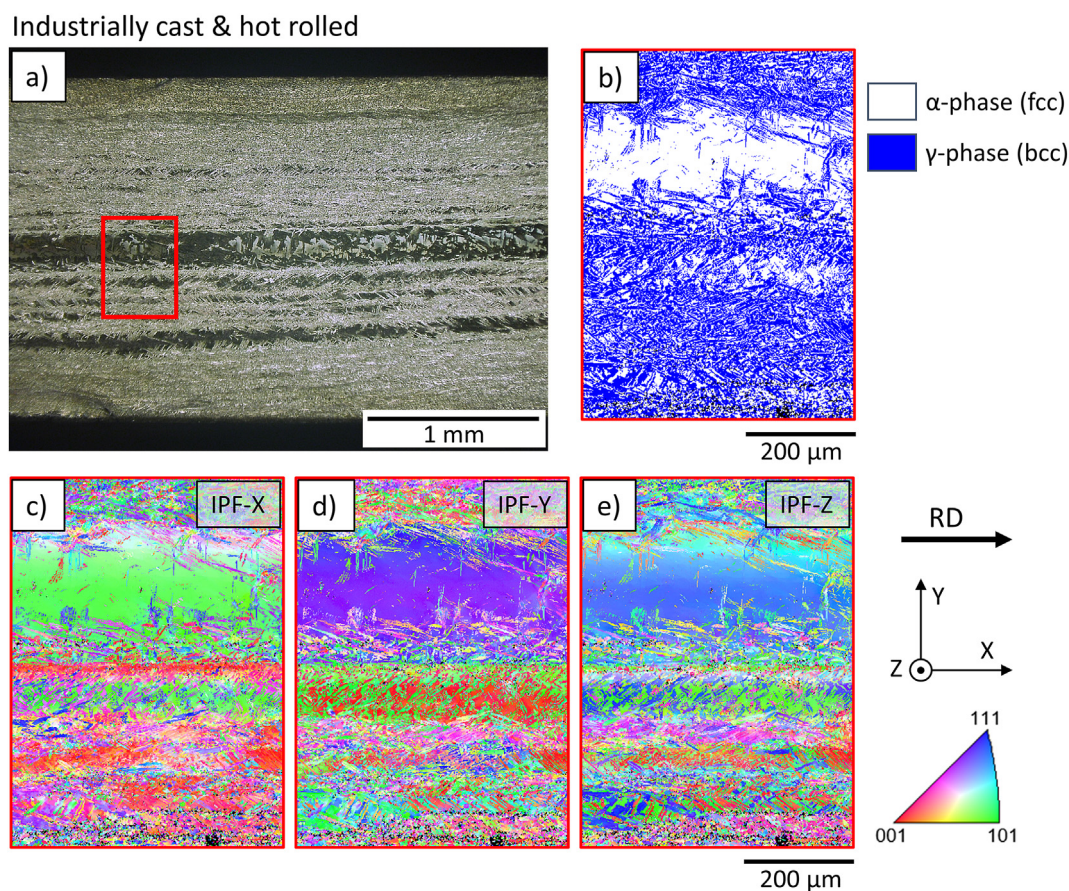 Industrially cast & hot rolled
a)
1 mm
b)
α-phase (fcc)
γ-phase (bcc)
200 μm
c)
IPF-X
d)
IPF-Y
e)
IPF-Z
RD
Y
Z
X
111
001
101
200 μm